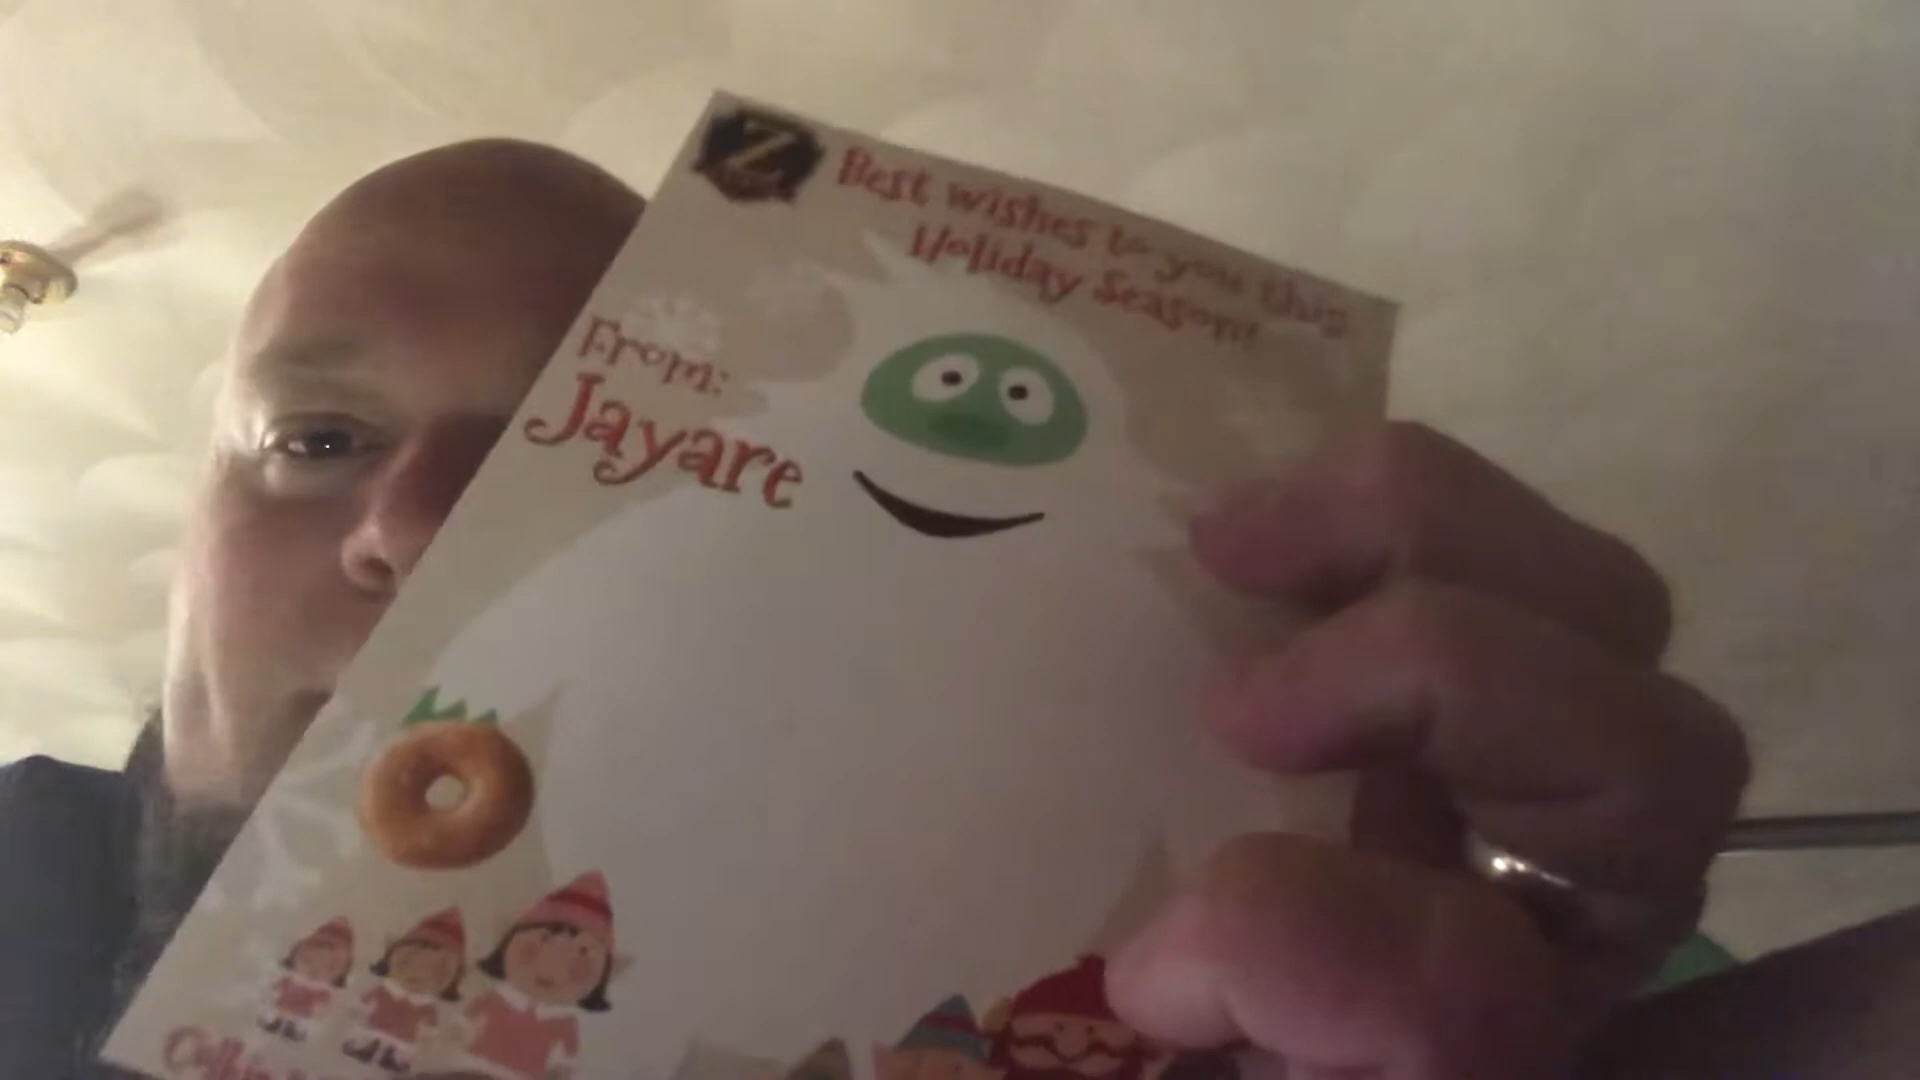 Z
Best wishes to you this
Holiday Season!
From:
Jayare